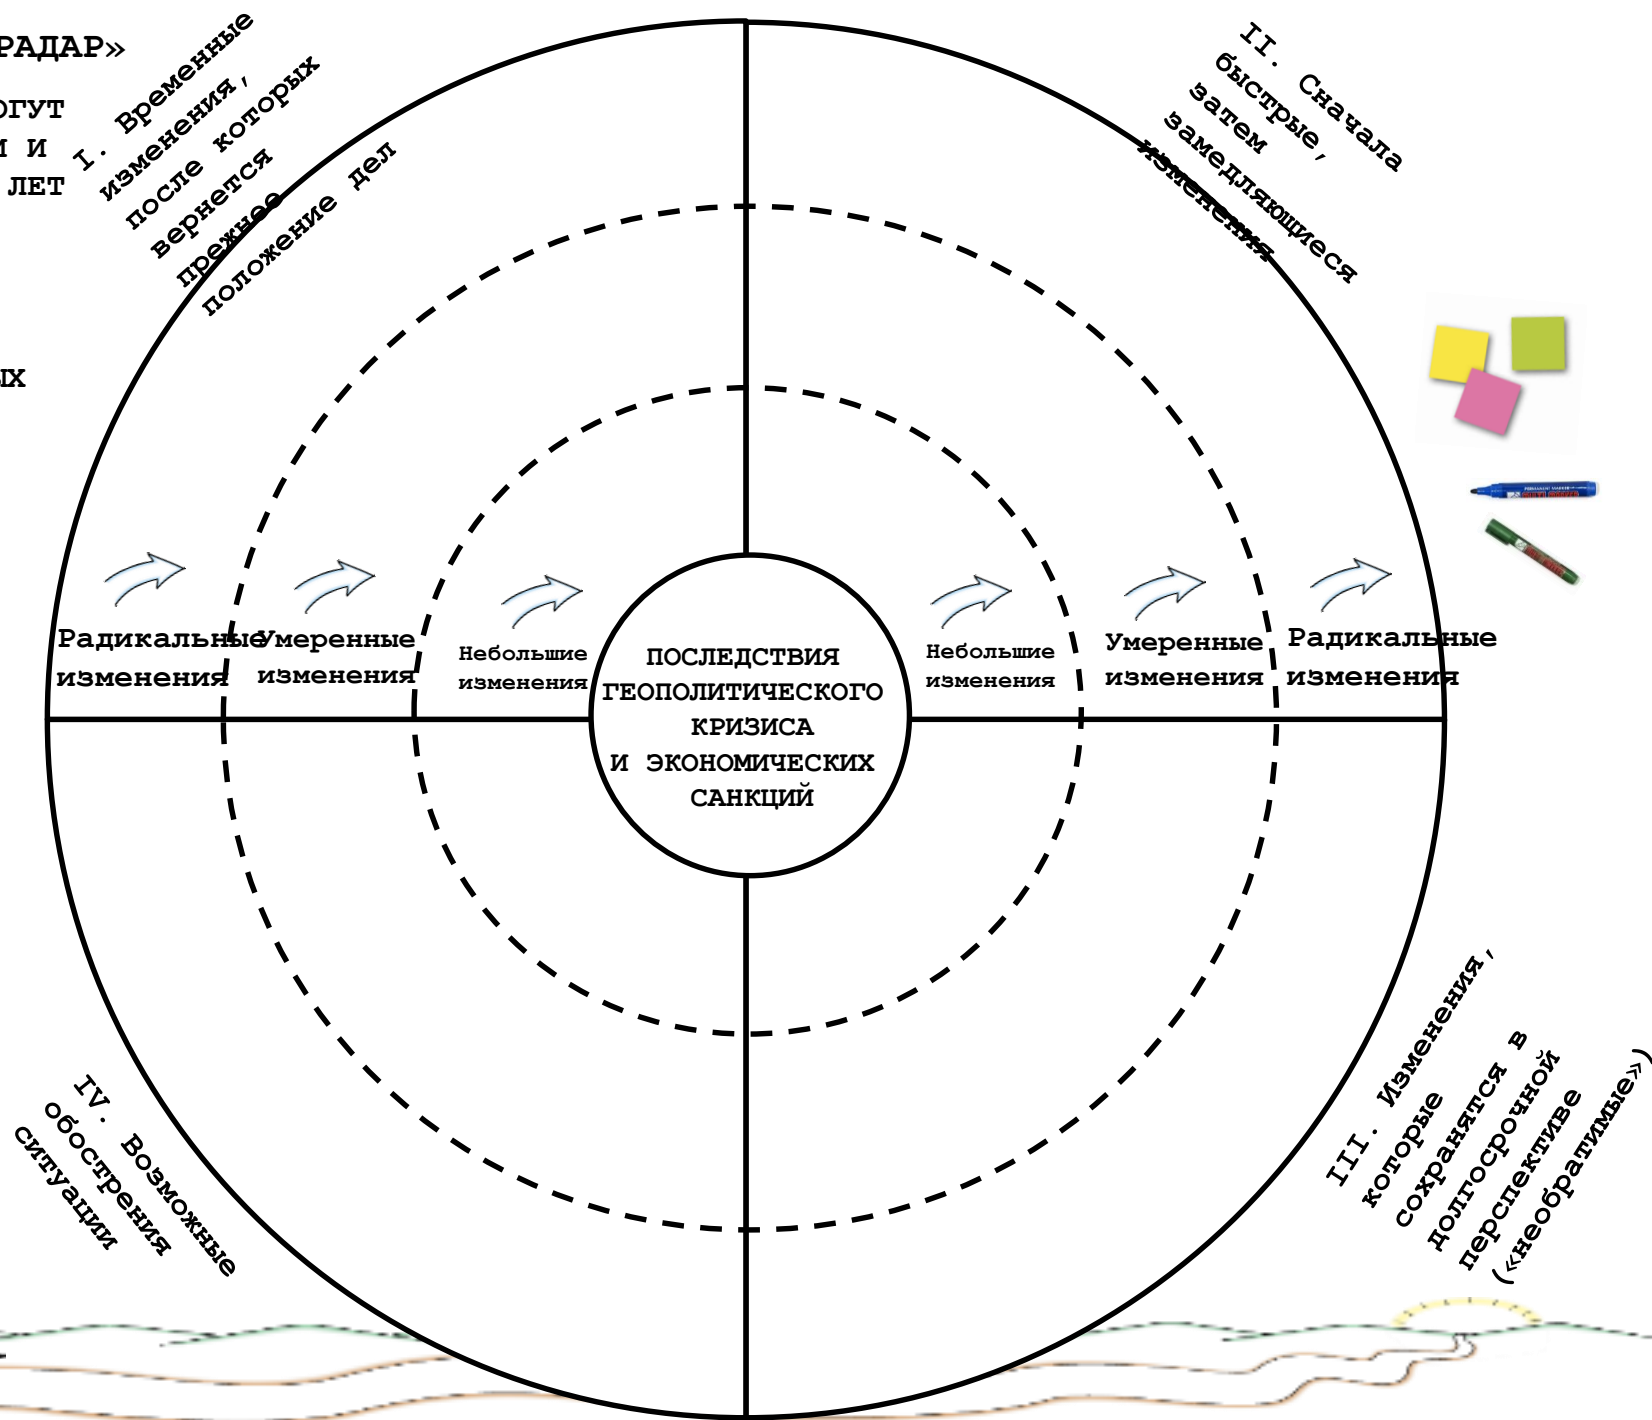 РАДАР»
ОГУТ
И И
ЛЕТ
ЫХ
I. Временные
изменения,
после которых
вернется
прежнее
положение дел
II. Сначала
быстрые,
затем
замедляющиеся
изменения
Радикальные
изменения
Умеренные
изменения
Небольшие
изменения
ПОСЛЕДСТВИЯ
ГЕОПОЛИТИЧЕСКОГО
КРИЗИСА
И ЭКОНОМИЧЕСКИХ
САНКЦИЙ
Небольшие
изменения
Умеренные
изменения
Радикальные
изменения
IV. Возможные
обострения
ситуации
III. Изменения,
которые
сохранятся в
долгосрочной
перспективе
(«необратимые»)